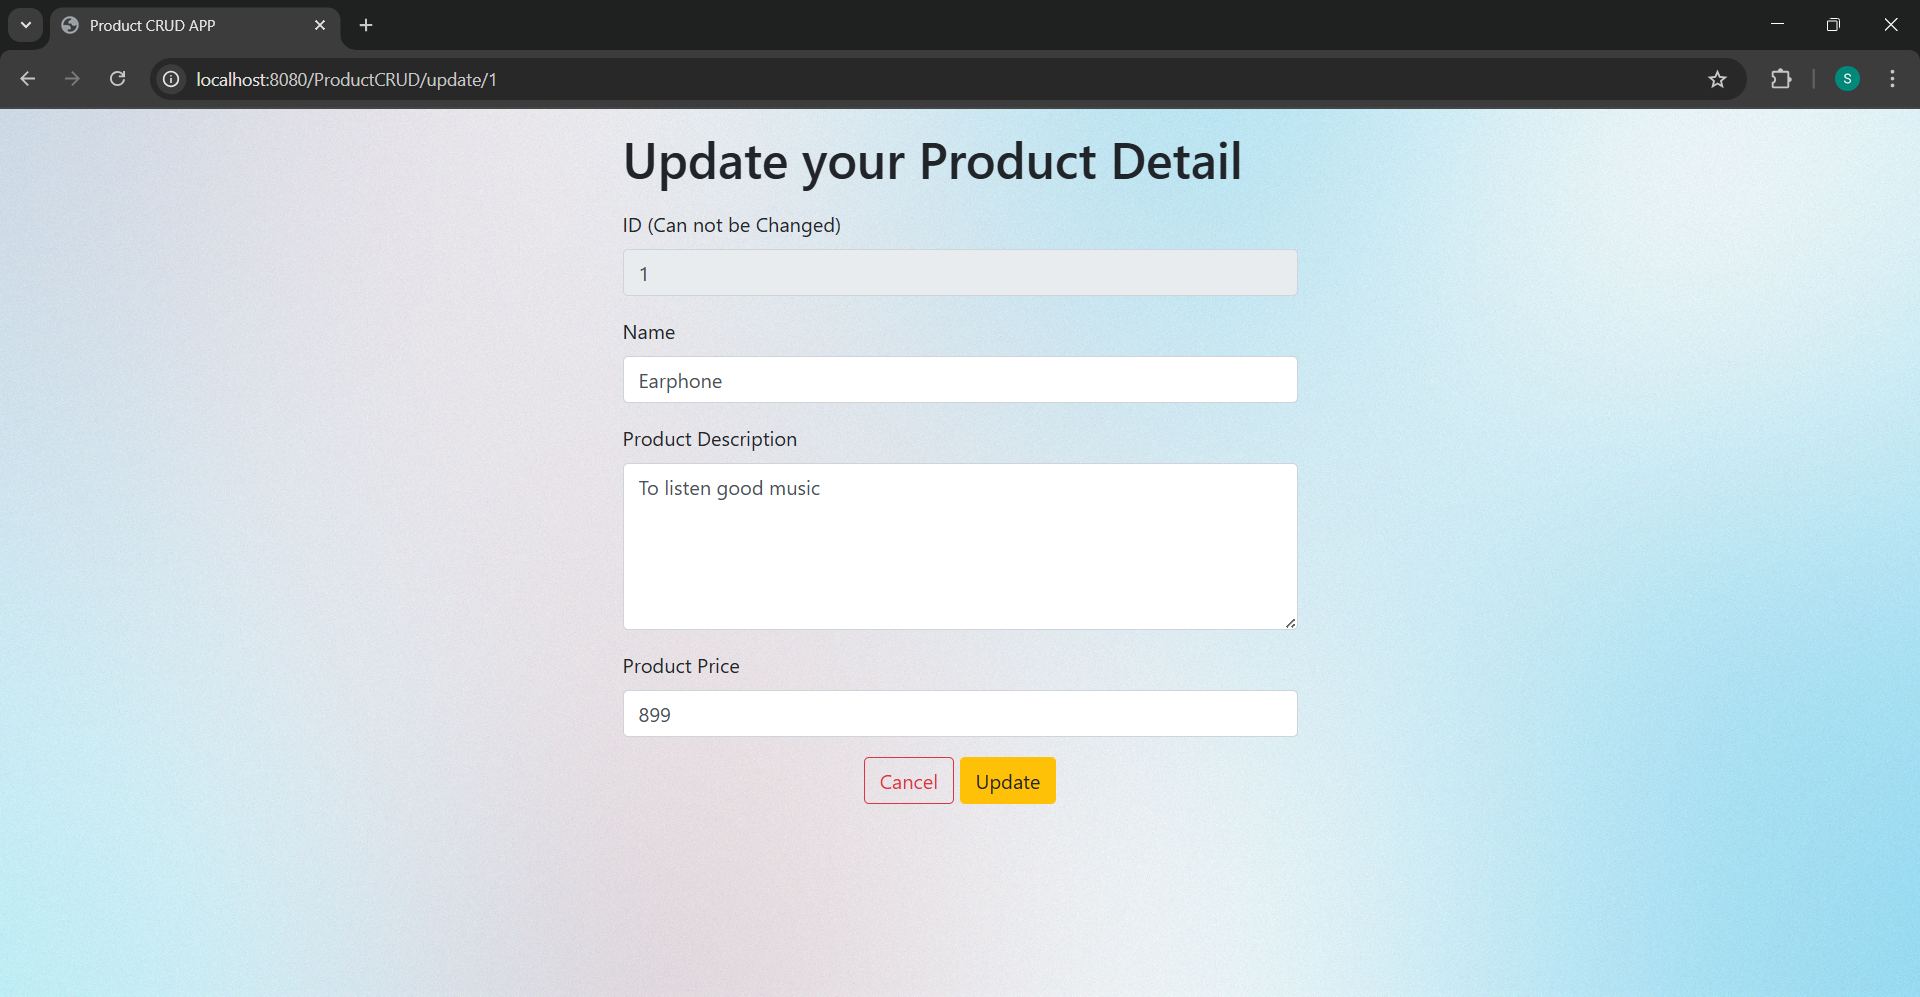 Product CRUD APP
localhost:8080/ProductCRUD/update/1
S
Update your Product Detail
ID (Can not be Changed)
1
Name
Earphone
Product Description
To listen good music
Product Price
899
Cancel Update